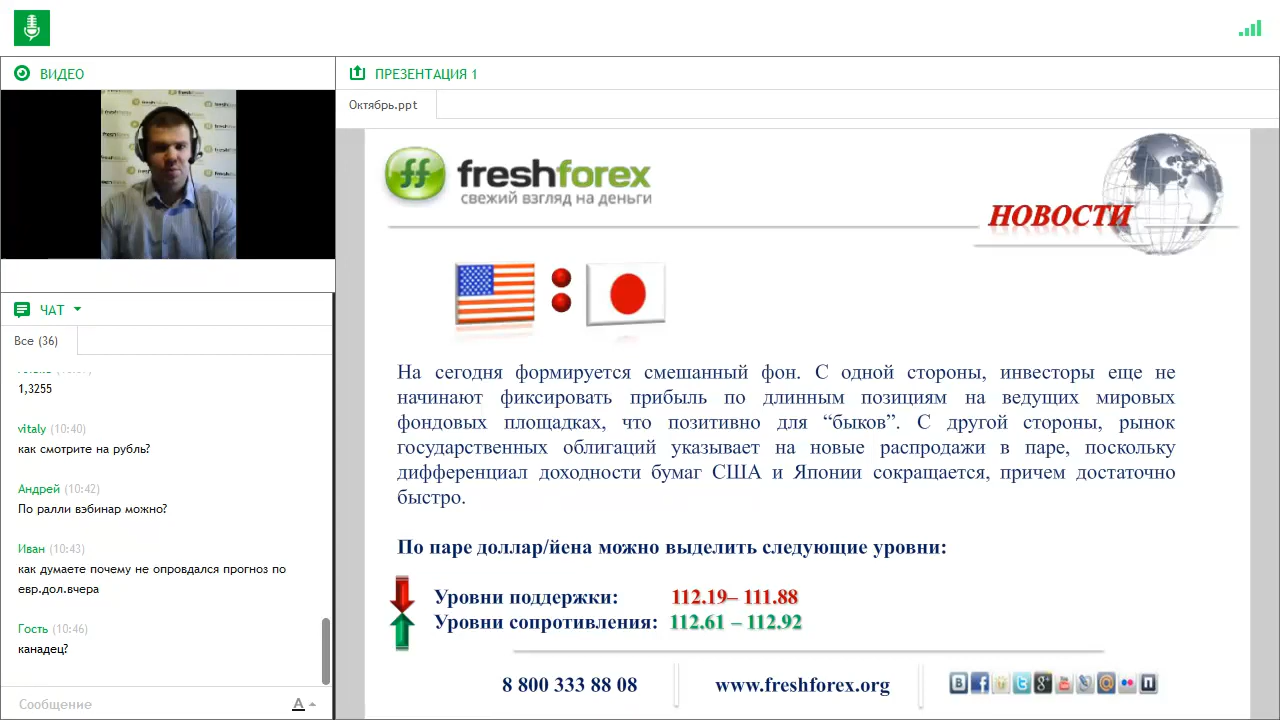 ВИДЕО
ПРЕЗЕНТАЦИЯ 1
Октябрь.ppt
freshforex
свежий взгляд на деньги
НОВОСТИ
На сегодня формируется смешанный фон. С одной стороны, инвесторы еще не
начинают фиксировать прибыль по длинным позициям на ведущих мировых
фондовых площадках, что позитивно для “быков”. С другой стороны, рынок
государственных облигаций указывает на новые распродажи в паре, поскольку
дифференциал доходности бумаг США и Японии сокращается, причем достаточно
быстро.
По паре доллар/йена можно выделить следующие уровни:
Уровни поддержки: 112.19– 111.88
Уровни сопротивления: 112.61 – 112.92
8 800 333 88 08
www.freshforex.org
ЧАТ
Все (36)
1,3255
vitaly (10:40)
как смотрите на рубль?
Андрей (10:42)
По ралли вэбинар можно?
Иван (10:43)
как думаете почему не опровдался прогноз по
евр.дол.вчера
Гость (10:46)
канадец?
Сообщение
A